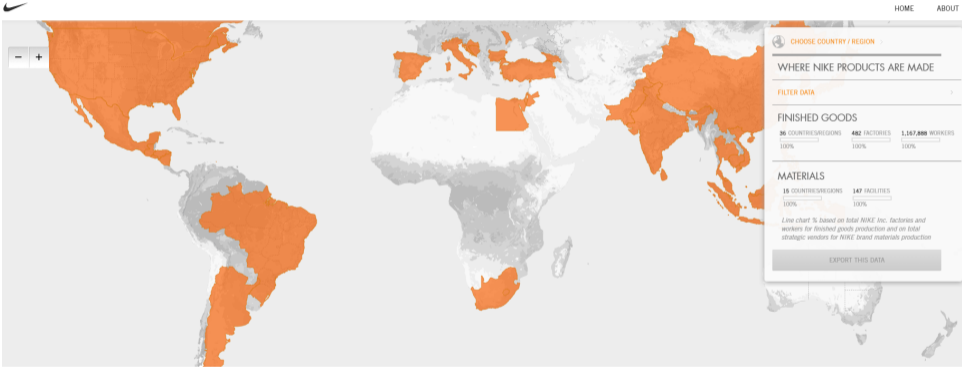 HOME ABOUT
− +
CHOOSE COUNTRY / REGION
WHERE NIKE PRODUCTS ARE MADE
FILTER DATA
FINISHED GOODS
36 COUNTRIES/REGIONS 482 FACTORIES 1,167,888 WORKERS
100% 100% 100%
MATERIALS
15 COUNTRIES/REGIONS 147 FACILITIES
100% 100%
Line chart % based on total NIKE Inc. factories and
workers for finished goods production and on total
strategic vendors for NIKE brand materials production
EXPORT THIS DATA